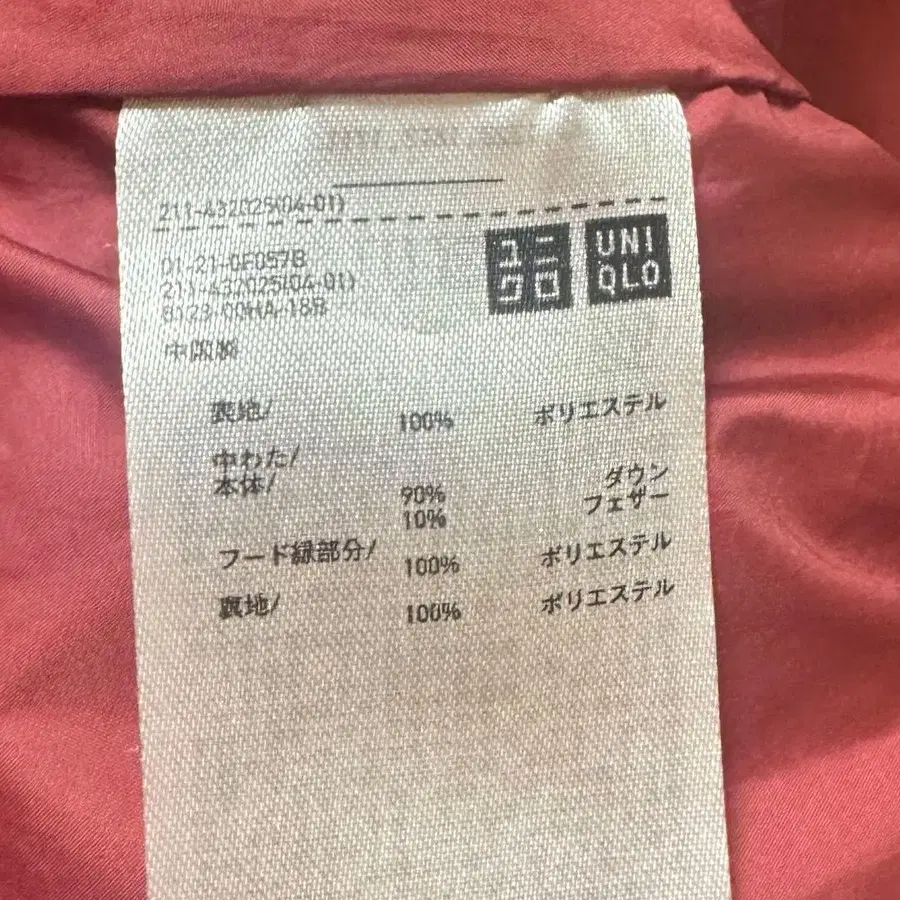 211-432025(04-01)
01-21-0F057B
211-432025(04-01)
8123-00HA-18B
中国製
ユニクロ
UNIQLO
表地/ 100% ポリエステル
中わた/
本体/ 90% ダウン
10% フェザー
フード縁部分/ 100% ポリエステル
裏地/ 100% ポリエステル